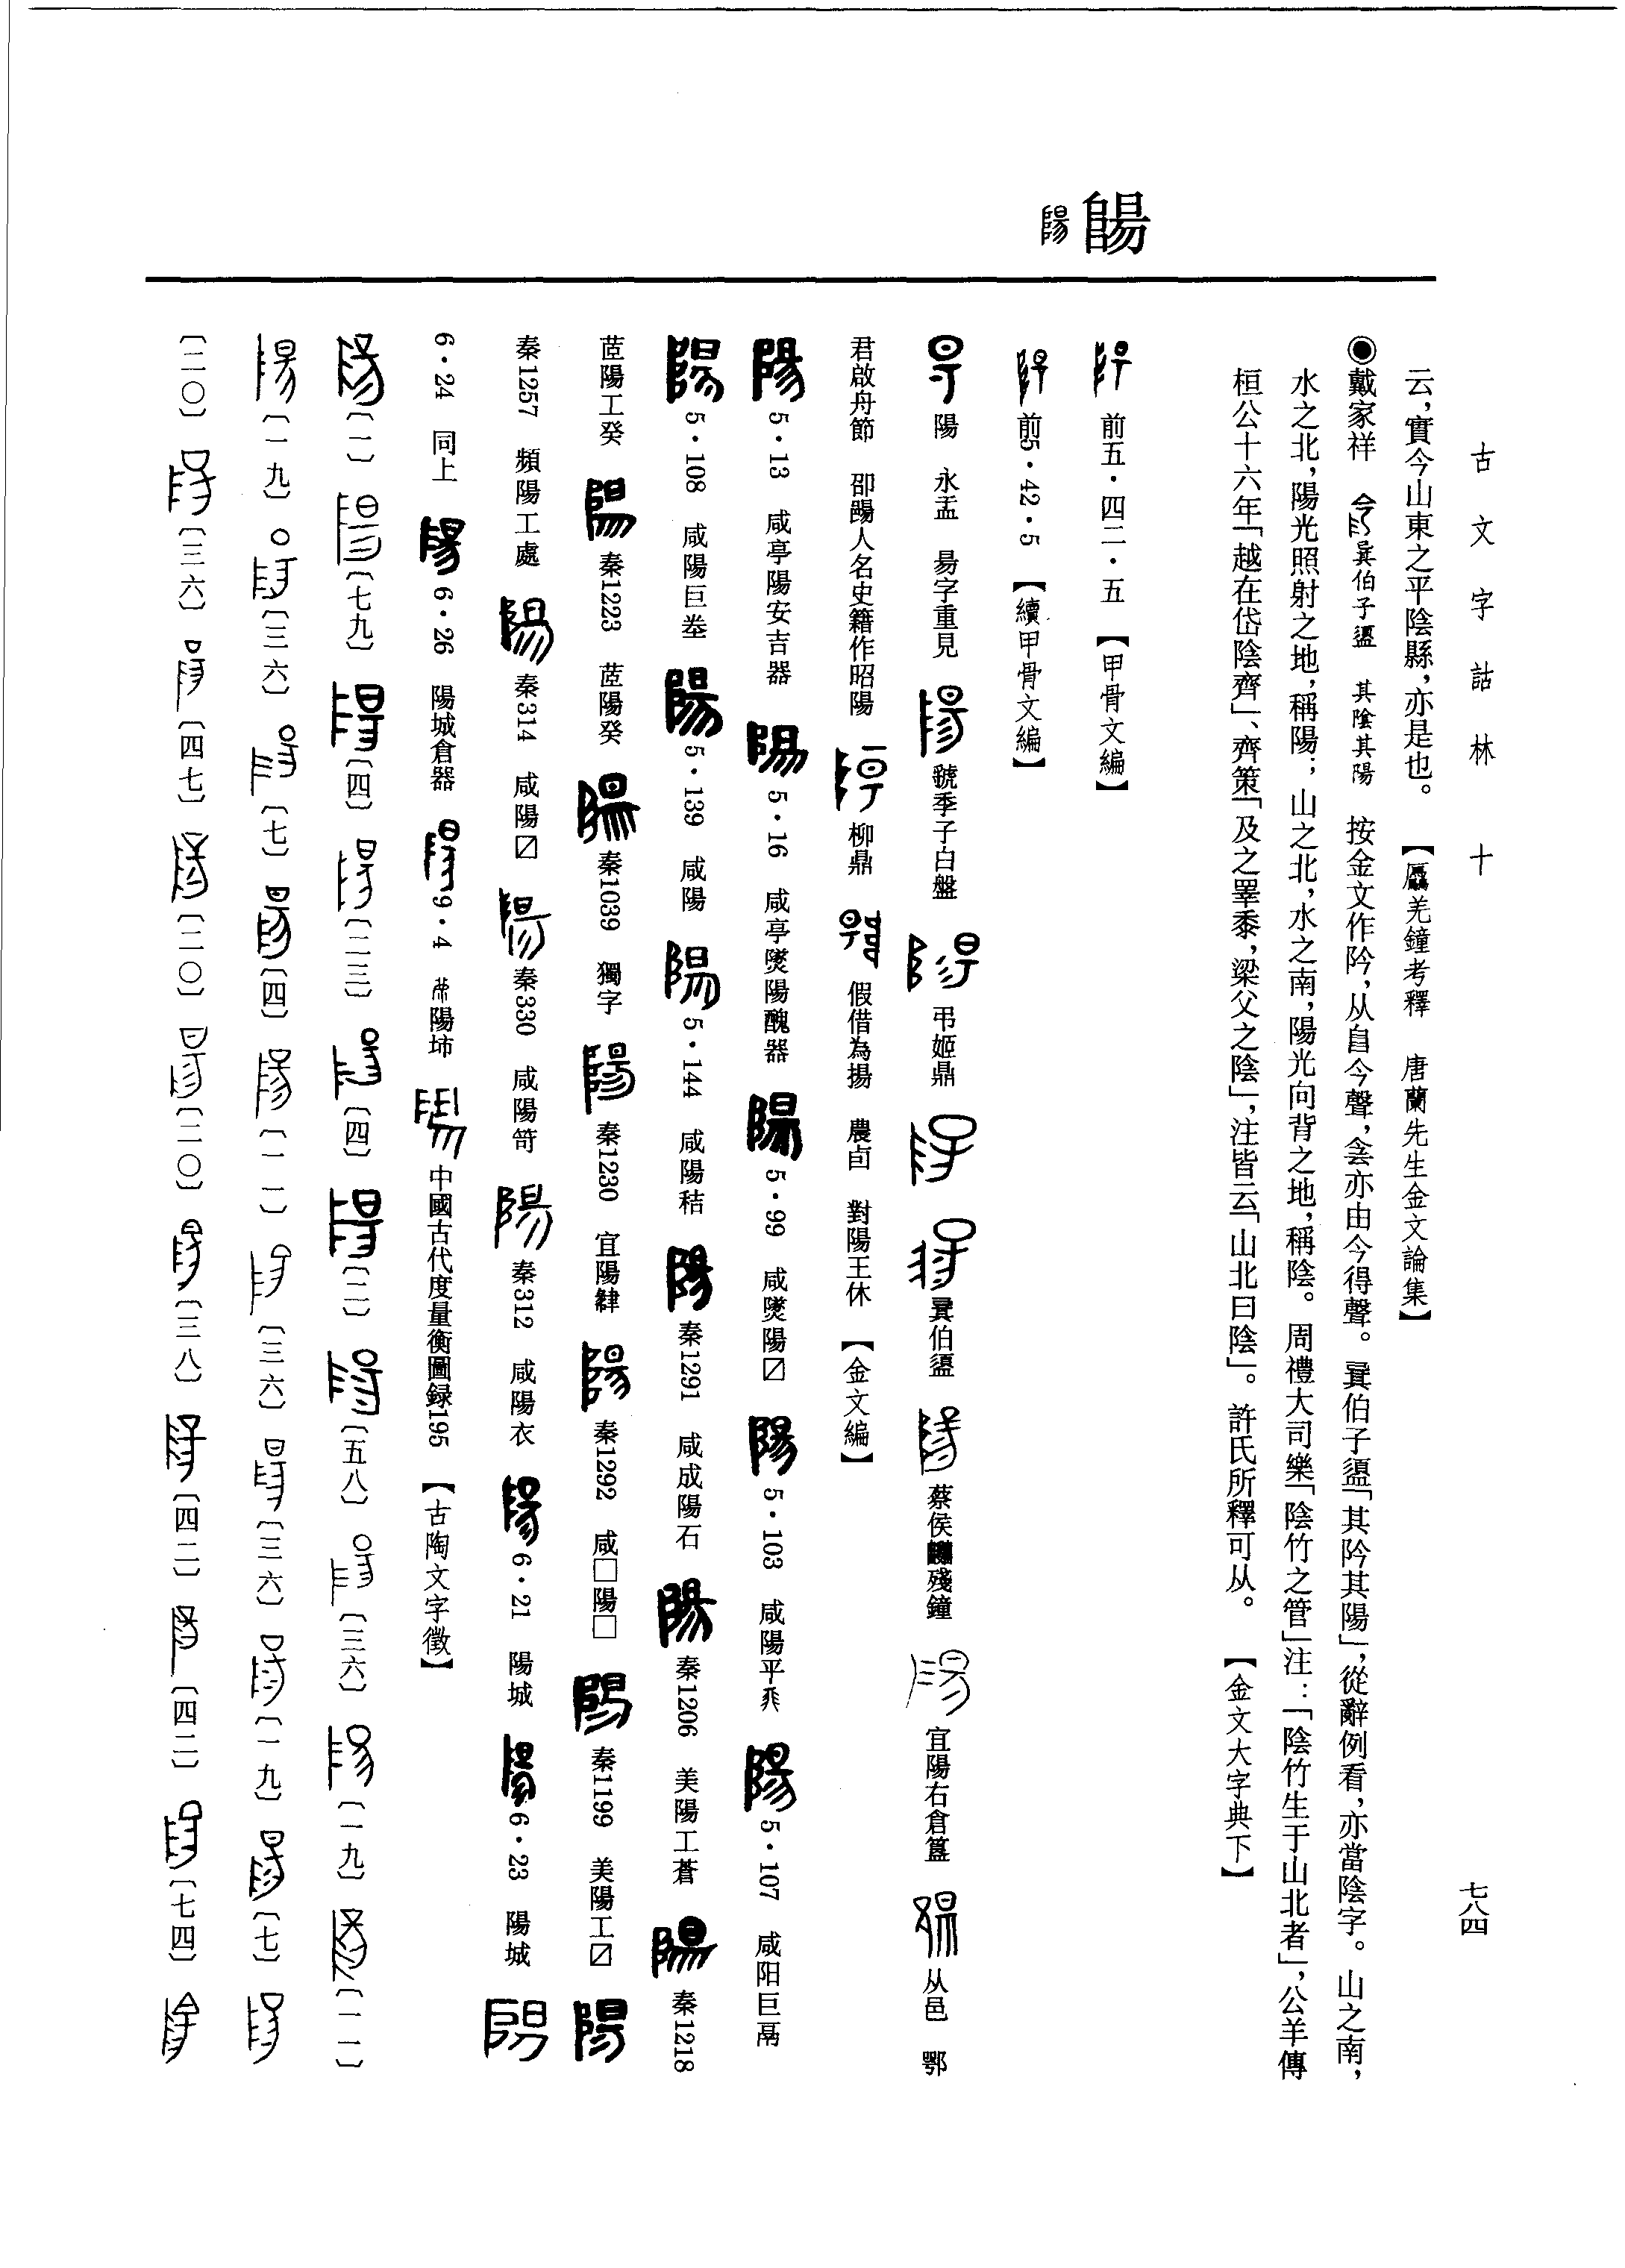 古文字詁林 十
七八四
云，實今山東之平陰縣，亦是也。 【屭羌鐘考釋 唐蘭先生金文論集】
◉戴家祥 㠱伯子盨 其陰其陽 按金文作阾，从𨸏今聲，侌亦由今得聲。㠱伯子盨「其阾其陽」，從辭例看，亦當陰字。山之南，
水之北，陽光照射之地，稱陽；山之北，水之南，陽光向背之地，稱陰。周禮大司樂「陰竹之管」注：「陰竹生于山北者」，公羊傳
桓公十六年「越在岱陰齊」、齊策「及之睪黍，梁父之陰」，注皆云「山北曰陰」。許氏所釋可从。 【金文大字典下】
陽
前五·四二·五 【甲骨文編】
前5·42·5 【續甲骨文編】
陽 永盂 昜字重見 虢季子白盤 弔姬鼎 㠱伯盨 蔡侯殘鐘 宜陽右倉簋 从邑 鄂
君啟舟節 卲陽人名史籍作昭陽 柳鼎 假借為揚 農卣 對陽王休 【金文編】
5·13 咸亭陽安吉器 5·16 咸亭陽醜器 5·99 咸陽〼 5·103 咸陽平 5·107 咸阳巨鬲
5·108 咸陽巨 5·139 咸陽 5·144 咸陽秸 秦1291 咸成陽石 秦1206 美陽工蒼 秦1218
茝陽工癸 秦1223 茝陽癸 秦1039 獨字 秦1230 宜陽肄 秦1292 咸□陽□ 秦1199 美陽工〼
秦1257 頻陽工處 秦314 咸陽〼 秦330 咸陽笴 秦312 咸陽衣 6·21 陽城 6·23 陽城
6·24 同上 6·26 陽城倉器 9·4 陽㘳 中國古代度量衡圖録195 【古陶文字徵】
〔二〕 〔七九〕 〔四〕 〔二三〕 〔四〕 〔二〕 〔五八〕 〔三六〕 〔一九〕 〔一一〕
〔一九〕 〔三六〕 〔七〕 〔四〕 〔一二〕 〔三六〕 〔三六〕 〔一九〕 〔七〕
〔二〇〕 〔三六〕 〔四七〕 〔二〇〕 〔二〇〕 〔三八〕 〔四二〕 〔四二〕 〔七四〕